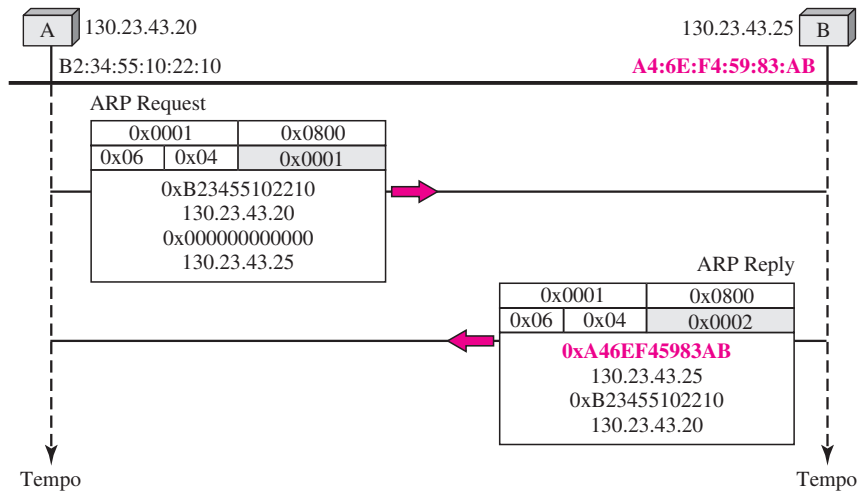 A 130.23.43.20
130.23.43.25 B
B2:34:55:10:22:10
A4:6E:F4:59:83:AB
ARP Request
0x0001 0x0800
0x06 0x04 0x0001
0xB23455102210
130.23.43.20
0x000000000000
130.23.43.25
ARP Reply
0x0001 0x0800
0x06 0x04 0x0002
0xA46EF45983AB
130.23.43.25
0xB23455102210
130.23.43.20
Tempo
Tempo